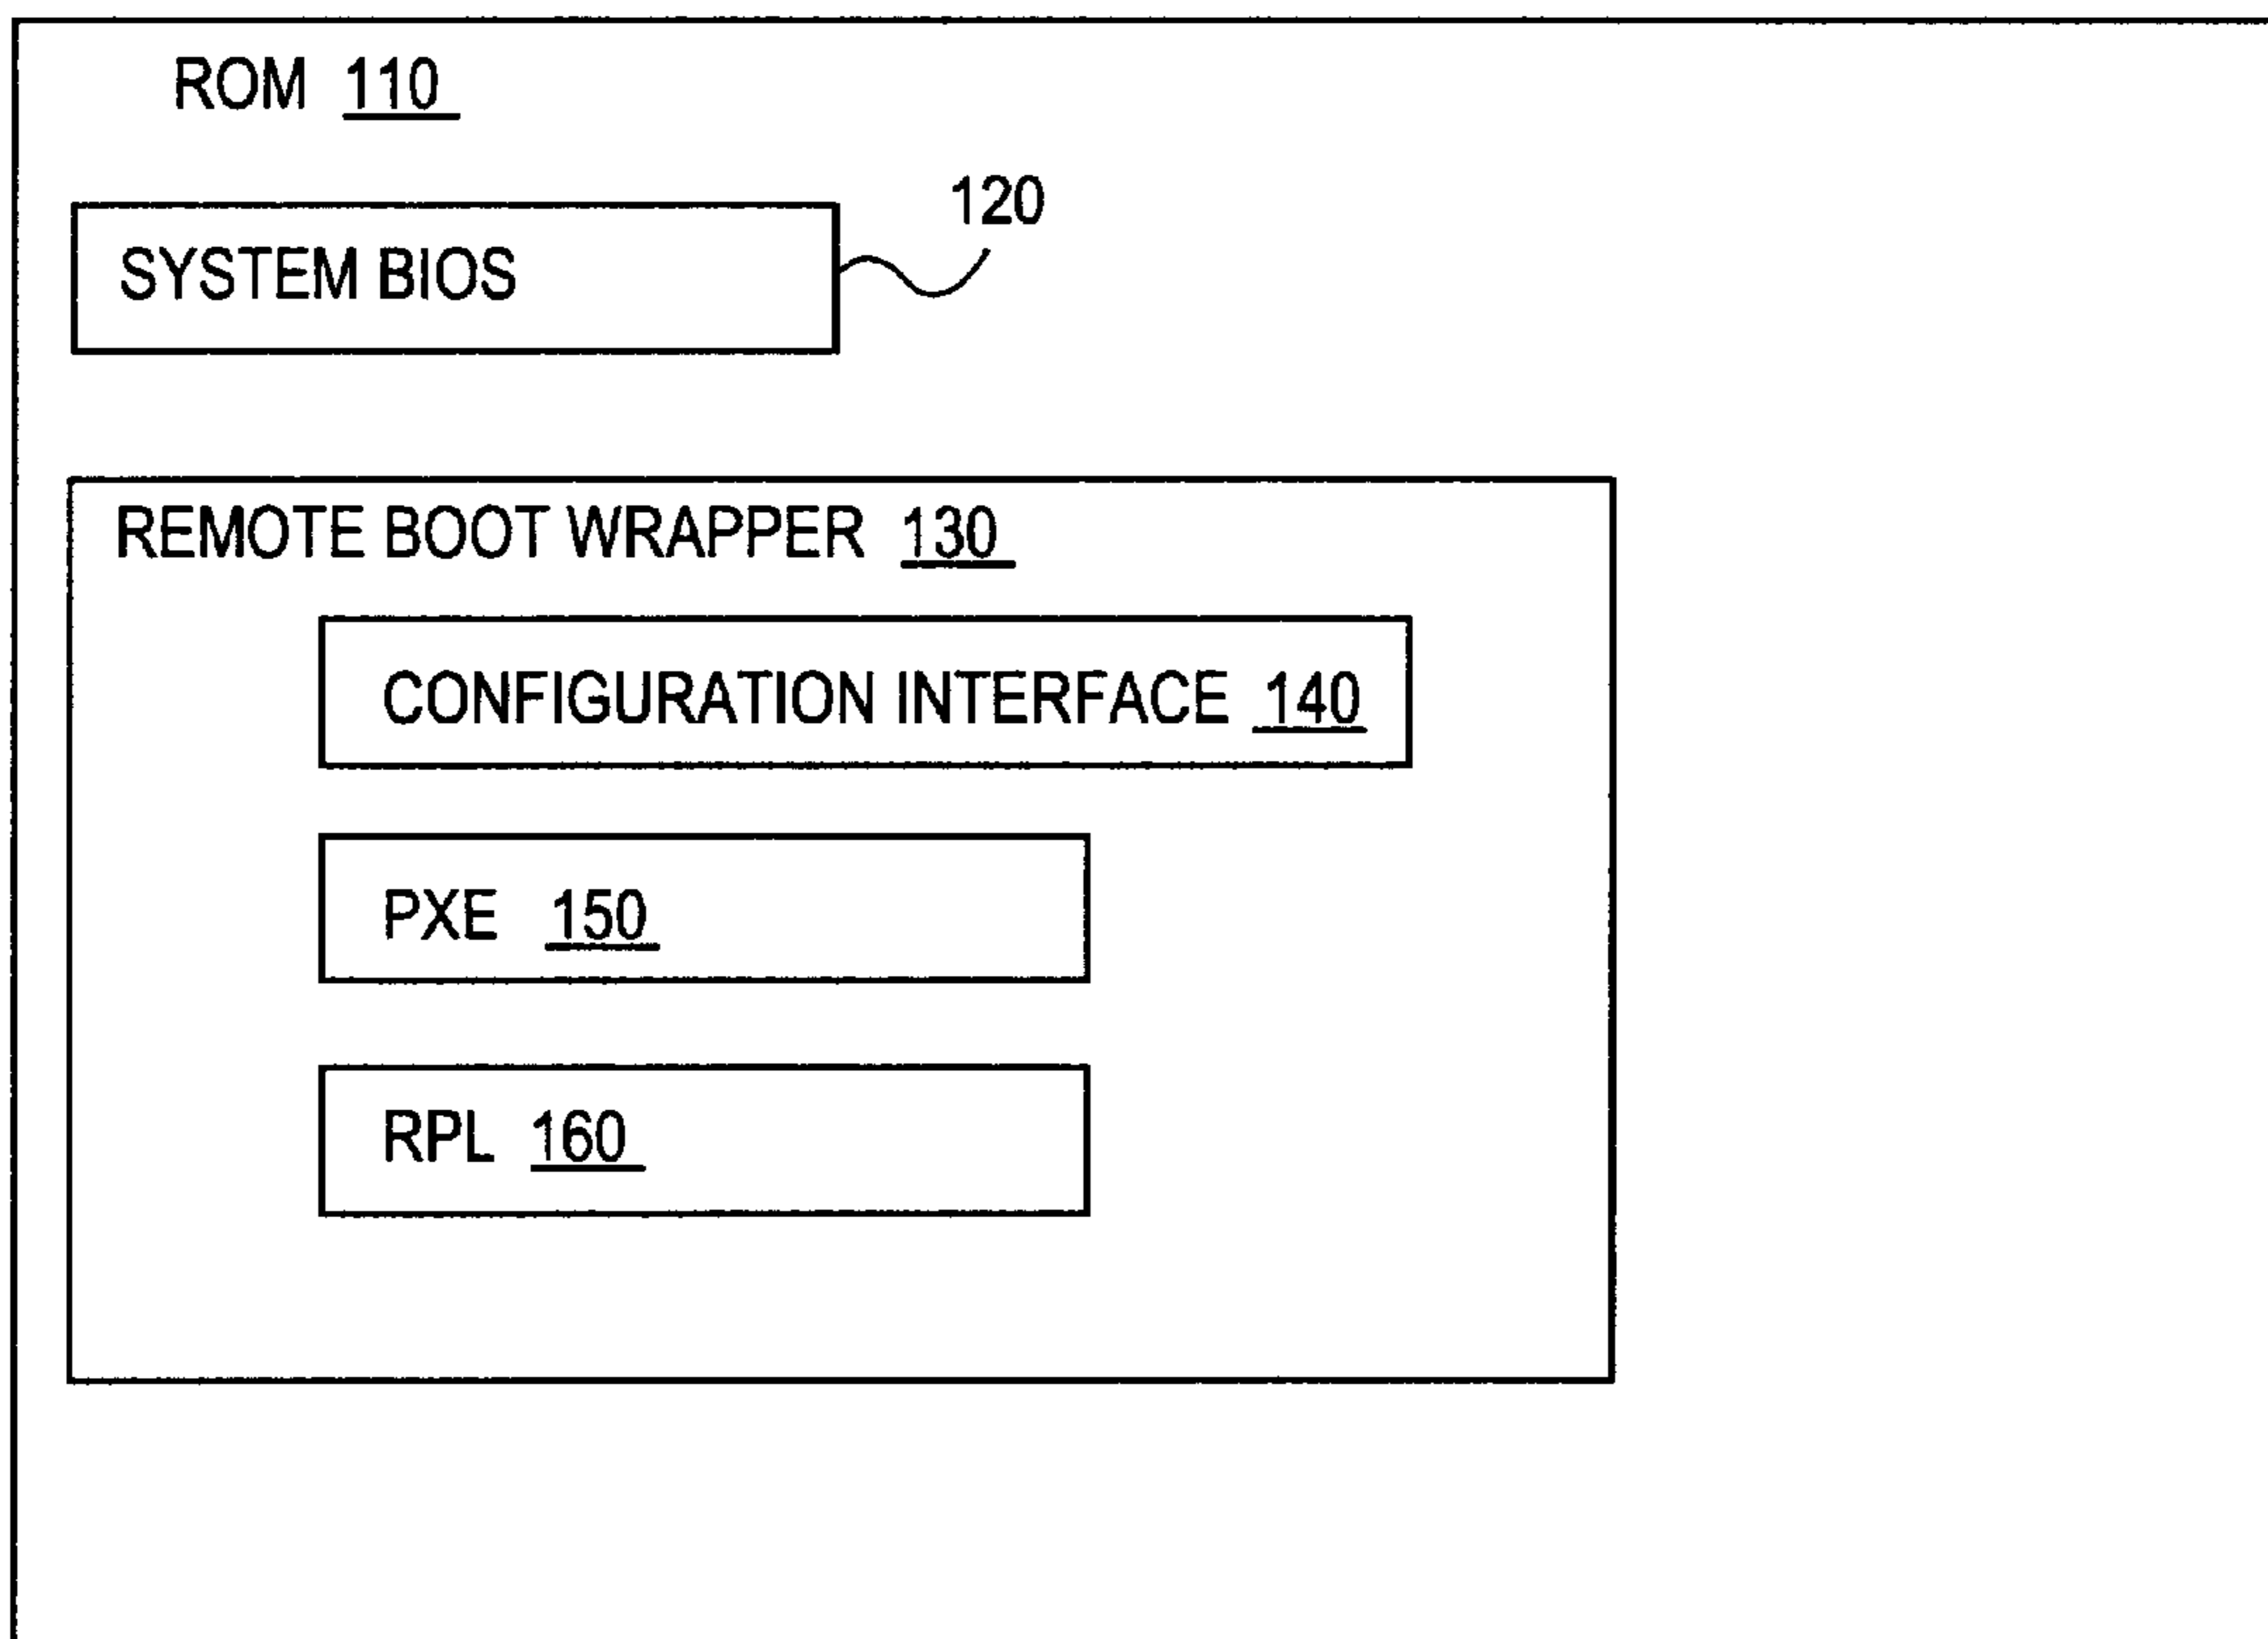 ROM 110
120
SYSTEM BIOS
REMOTE BOOT WRAPPER 130
CONFIGURATION INTERFACE 140
PXE 150
RPL 160